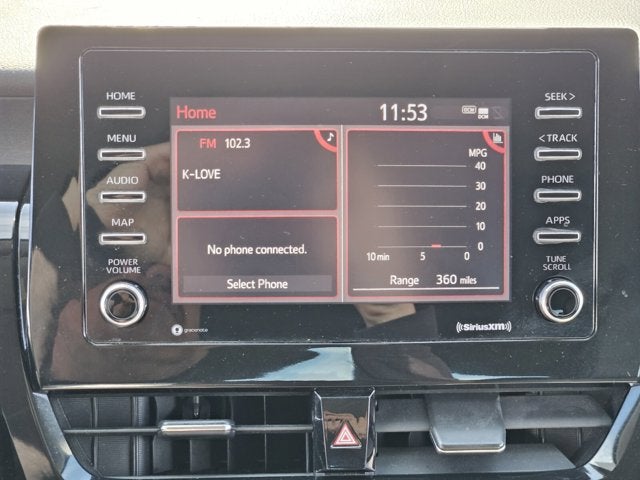 HOME
MENU
AUDIO
MAP
POWER
VOLUME
Home
11:53
DCM
DCM
FM 102.3
K-LOVE
No phone connected.
Select Phone
MPG
40
30
20
10
0
10 min 5 0
Range 360 miles
SEEK >
< TRACK
PHONE
APPS
TUNE
SCROLL
gracenote
((SiriusXM))